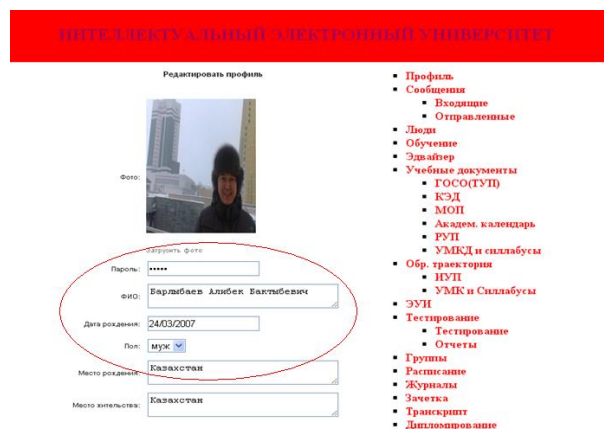 ИНТЕЛЛЕКТУАЛЬНЫЙ ЭЛЕКТРОННЫЙ УНИВЕРСИТЕТ
Редактировать профиль
Фото:
Загрузить фото
Пароль: •••••
ФИО: Барлыбаев Алибек Бактыбевич
Дата рождения: 24/03/2007
Пол: муж
Место рождения: Казахстан
Место жительства: Казахстан
Профиль
Сообщения
Входящие
Отправленные
Люди
Обучение
Эдвайзер
Учебные документы
ГОСО(ТУП)
КЭД
МОП
Академ. календарь
РУП
УМКД и силлабусы
Обр. траектория
ИУП
УМК и Силлабусы
ЭУИ
Тестирование
Тестирование
Отчеты
Группы
Расписание
Журналы
Зачетка
Транскрипт
Дипломирование